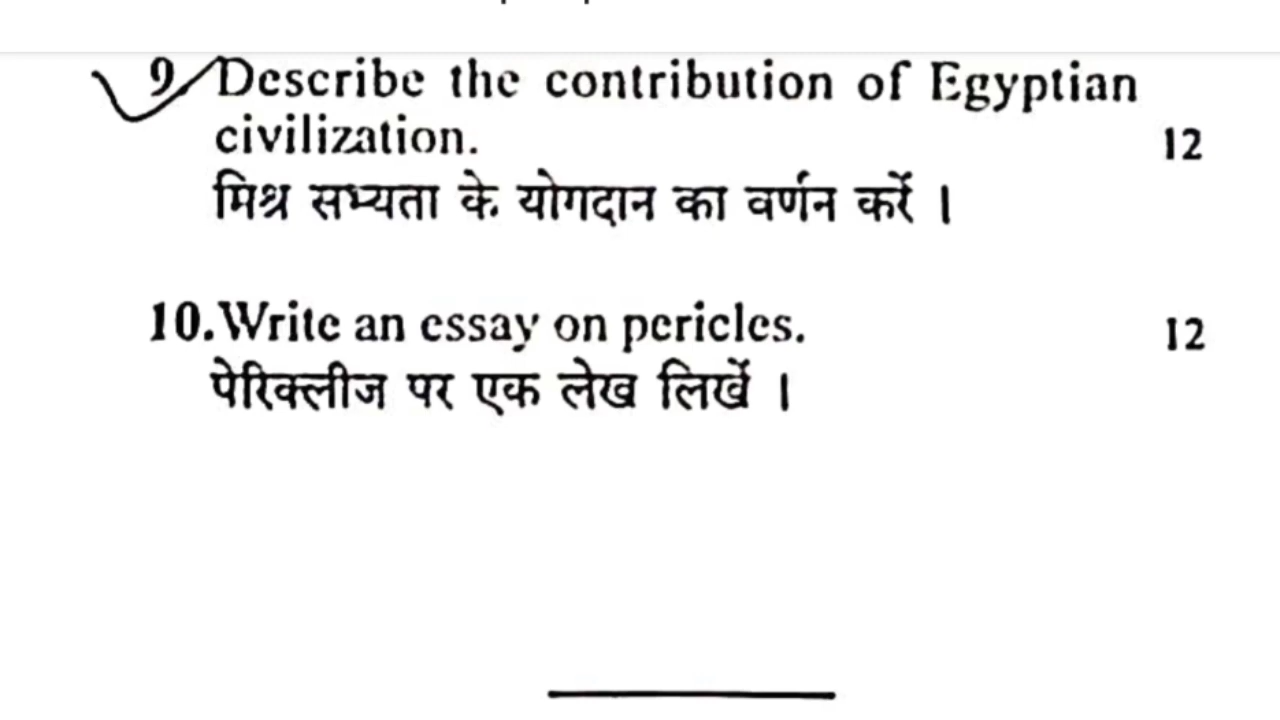 9 Describe the contribution of Egyptian
civilization. 12
मिश्र सभ्यता के योगदान का वर्णन करें ।
10. Write an essay on pericles. 12
पेरिक्लीज पर एक लेख लिखें ।